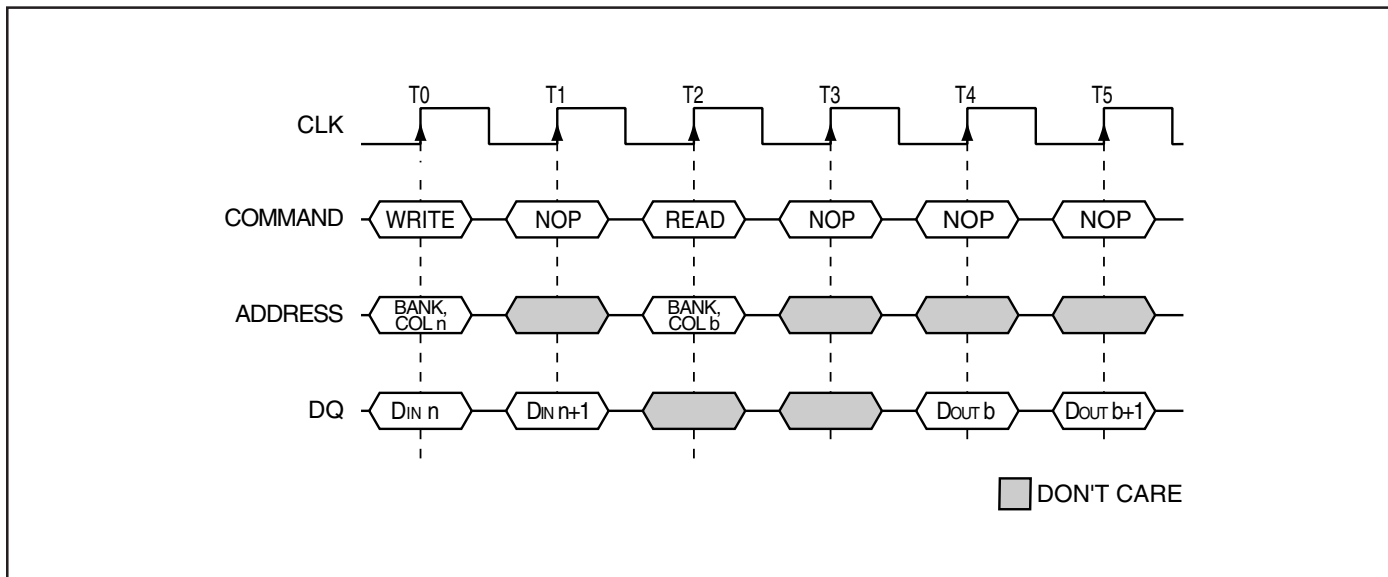 T0 T1 T2 T3 T4 T5
CLK
COMMAND WRITE NOP READ NOP NOP NOP
ADDRESS BANK, COL n BANK, COL b
DQ DIN n DIN n+1 DOUT b DOUT b+1
DON'T CARE